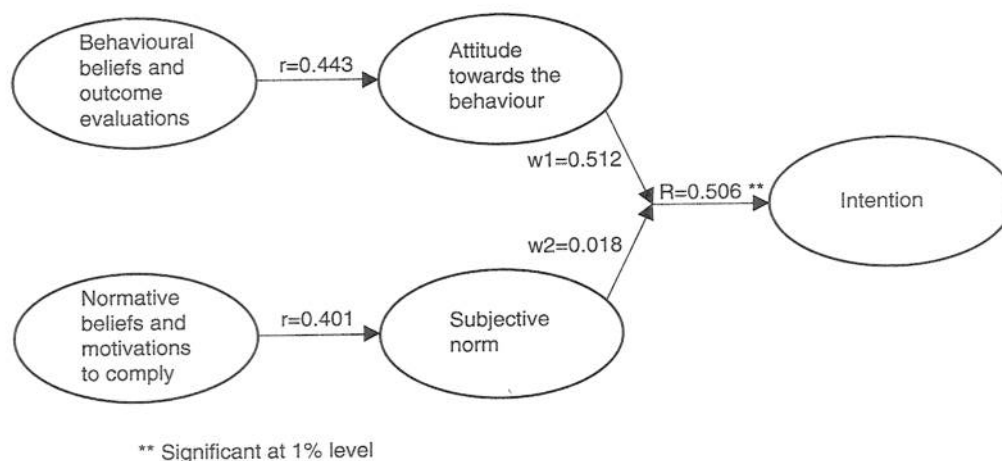 Behavioural
beliefs and
outcome
evaluations
r=0.443
Attitude
towards the
behaviour
w1=0.512
R=0.506 **
Intention
w2=0.018
Normative
beliefs and
motivations
to comply
r=0.401
Subjective
norm
** Significant at 1% level